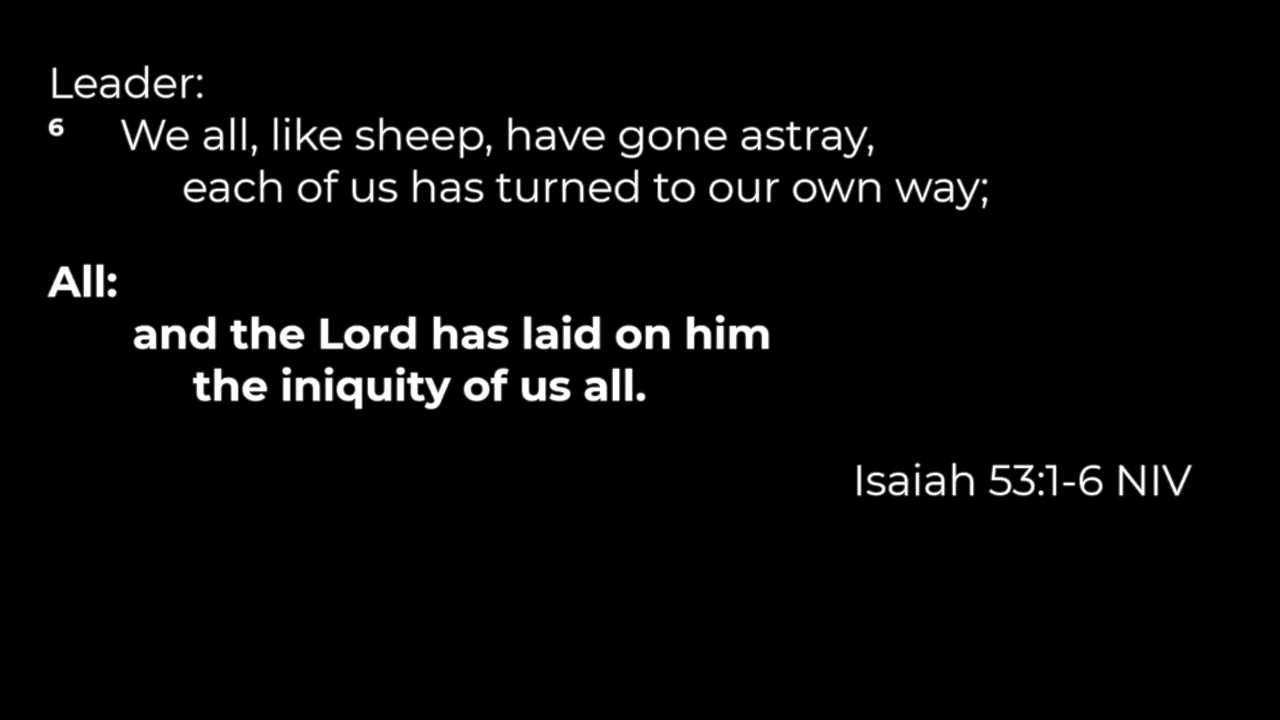 Leader:
6 We all, like sheep, have gone astray,
each of us has turned to our own way;
All:
and the Lord has laid on him
the iniquity of us all.
Isaiah 53:1-6 NIV